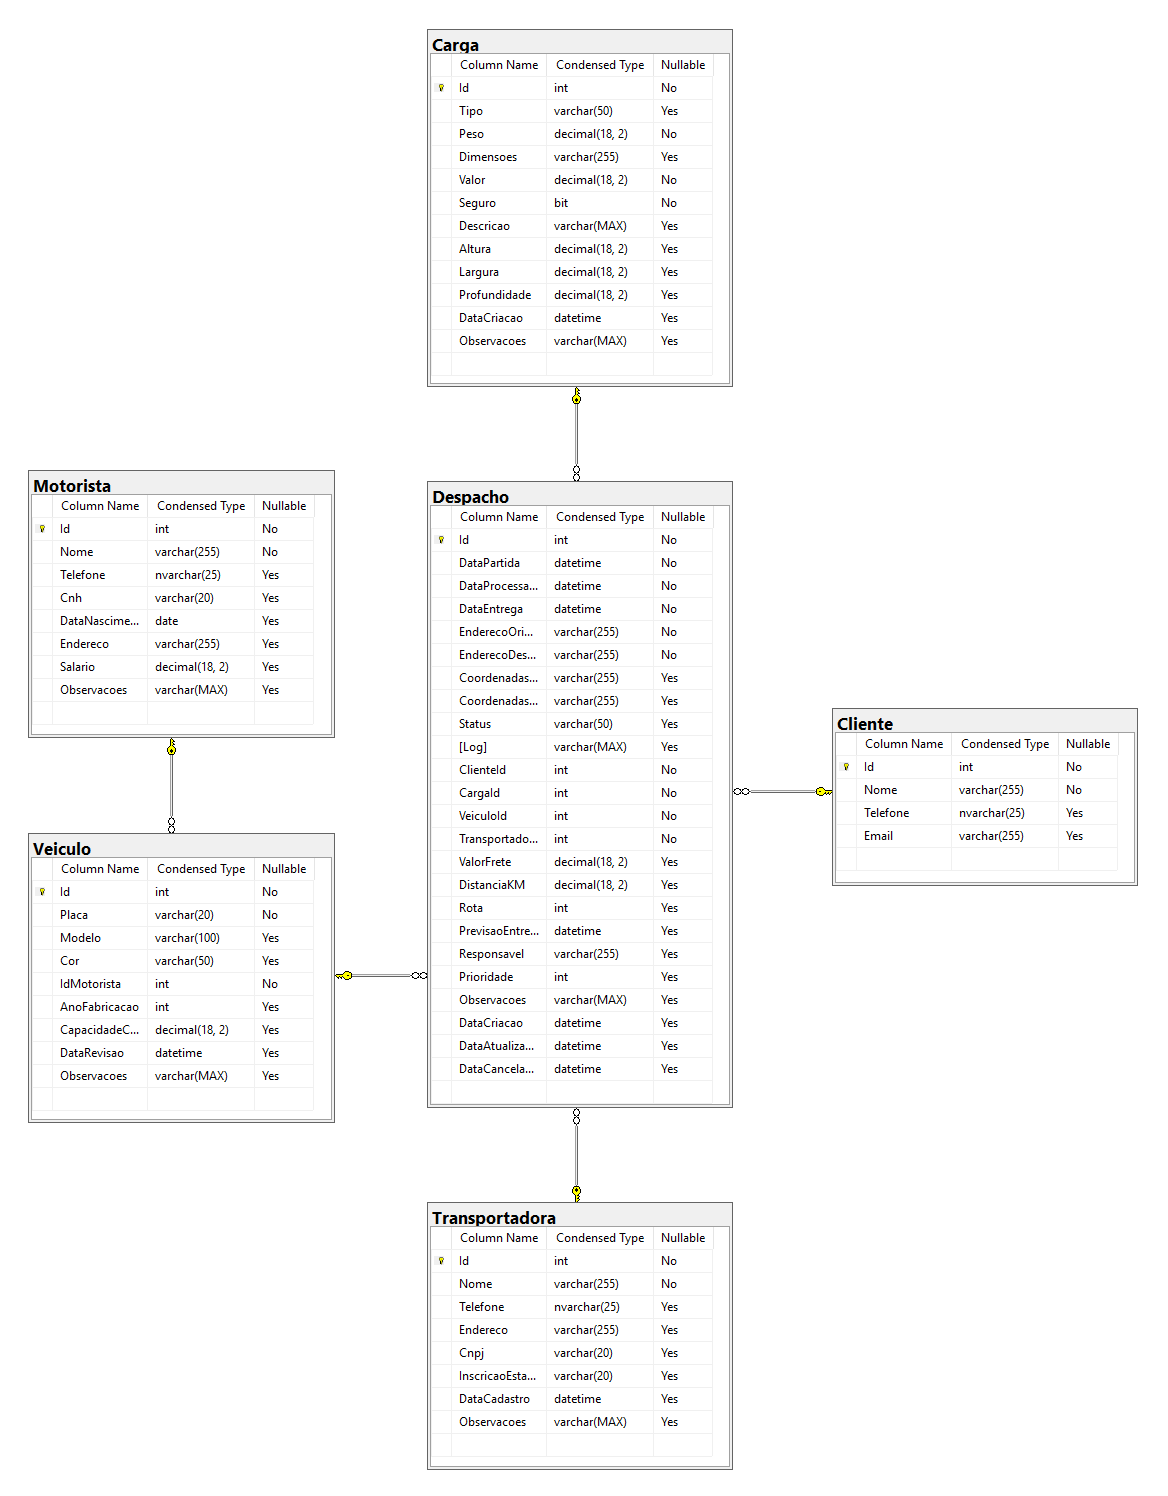 Carga
Column Name Condensed Type Nullable
Id int No
Tipo varchar(50) Yes
Peso decimal(18, 2) No
Dimensoes varchar(255) Yes
Valor decimal(18, 2) No
Seguro bit No
Descricao varchar(MAX) Yes
Altura decimal(18, 2) Yes
Largura decimal(18, 2) Yes
Profundidade decimal(18, 2) Yes
DataCriacao datetime Yes
Observacoes varchar(MAX) Yes
Motorista
Column Name Condensed Type Nullable
Id int No
Nome varchar(255) No
Telefone nvarchar(25) Yes
Cnh varchar(20) Yes
DataNascime... date Yes
Endereco varchar(255) Yes
Salario decimal(18, 2) Yes
Observacoes varchar(MAX) Yes
Despacho
Column Name Condensed Type Nullable
Id int No
DataPartida datetime No
DataProcessa... datetime No
DataEntrega datetime No
EnderecoOri... varchar(255) No
EnderecoDes... varchar(255) No
Coordenadas... varchar(255) Yes
Coordenadas... varchar(255) Yes
Status varchar(50) Yes
[Log] varchar(MAX) Yes
ClienteId int No
CargaId int No
VeiculoId int No
Transportado... int No
ValorFrete decimal(18, 2) Yes
DistanciaKM decimal(18, 2) Yes
Rota int Yes
PrevisaoEntre... datetime Yes
Responsavel varchar(255) Yes
Prioridade int Yes
Observacoes varchar(MAX) Yes
DataCriacao datetime Yes
DataAtualiza... datetime Yes
DataCancela... datetime Yes
Cliente
Column Name Condensed Type Nullable
Id int No
Nome varchar(255) No
Telefone nvarchar(25) Yes
Email varchar(255) Yes
Veiculo
Column Name Condensed Type Nullable
Id int No
Placa varchar(20) No
Modelo varchar(100) Yes
Cor varchar(50) Yes
IdMotorista int No
AnoFabricacao int Yes
CapacidadeC... decimal(18, 2) Yes
DataRevisao datetime Yes
Observacoes varchar(MAX) Yes
Transportadora
Column Name Condensed Type Nullable
Id int No
Nome varchar(255) No
Telefone nvarchar(25) Yes
Endereco varchar(255) Yes
Cnpj varchar(20) Yes
InscricaoEsta... varchar(20) Yes
DataCadastro datetime Yes
Observacoes varchar(MAX) Yes